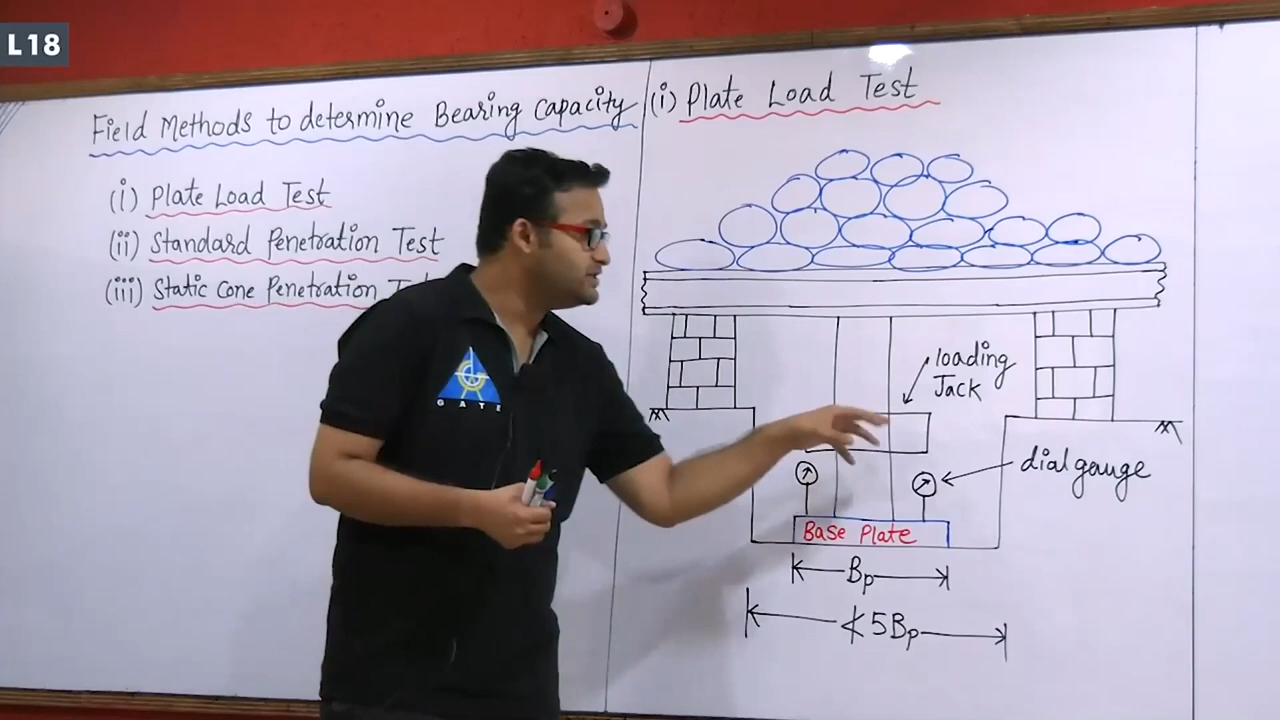 L18
Field Methods to determine Bearing Capacity
(i) Plate Load Test
(ii) Standard Penetration Test
(iii) Static Cone Penetration
(i) Plate Load Test
loading
Jack
dial gauge
Base Plate
Bp
≮ 5Bp
GATE